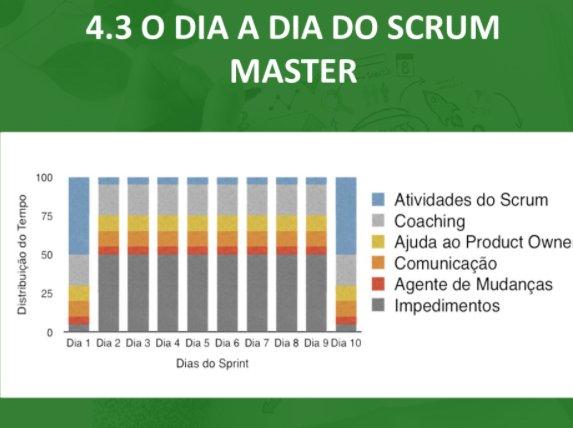 4.3 O DIA A DIA DO SCRUM
MASTER
Distribuição do Tempo
100
75
50
25
0
Dia 1 Dia 2 Dia 3 Dia 4 Dia 5 Dia 6 Dia 7 Dia 8 Dia 9 Dia 10
Dias do Sprint
Atividades do Scrum
Coaching
Ajuda ao Product Owne
Comunicação
Agente de Mudanças
Impedimentos